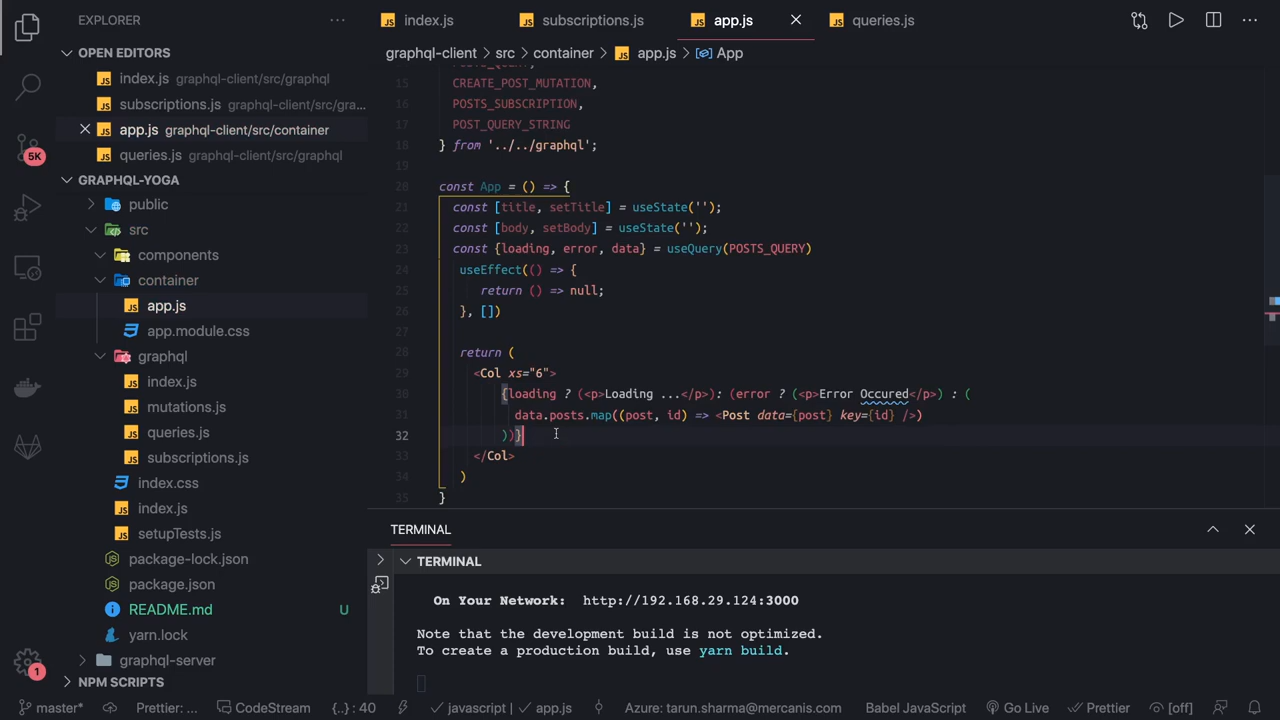 EXPLORER
index.js
subscriptions.js
app.js
queries.js
OPEN EDITORS
graphql-client > src > container > app.js > App
index.js graphql-client/src/graphql
subscriptions.js graphql-client/src/gra...
app.js graphql-client/src/container
queries.js graphql-client/src/graphql
GRAPHQL-YOGA
public
src
components
container
app.js
app.module.css
graphql
index.js
mutations.js
queries.js
subscriptions.js
index.css
index.js
setupTests.js
package-lock.json
package.json
README.md U
yarn.lock
graphql-server
NPM SCRIPTS
5K
1
15 CREATE_POST_MUTATION,
16 POSTS_SUBSCRIPTION,
17 POST_QUERY_STRING
18 } from '../../graphql';
19
20 const App = () => {
21 const [title, setTitle] = useState('');
22 const [body, setBody] = useState('');
23 const {loading, error, data} = useQuery(POSTS_QUERY)
24 useEffect(() => {
25 return () => null;
26 }, [])
27
28 return (
29 <Col xs="6">
30 {loading ? (<p>Loading ...</p>): (error ? (<p>Error Occured</p>) : (
31 data.posts.map((post, id) => <Post data={post} key={id} />)
32 ))}
33 </Col>
34 )
35 }
TERMINAL
TERMINAL
On Your Network: http://192.168.29.124:3000
Note that the development build is not optimized.
To create a production build, use yarn build.
master* Prettier: ... CodeStream {..} : 40 javascript | ✓ app.js Azure: tarun.sharma@mercanis.com Babel JavaScript Go Live Prettier [off]